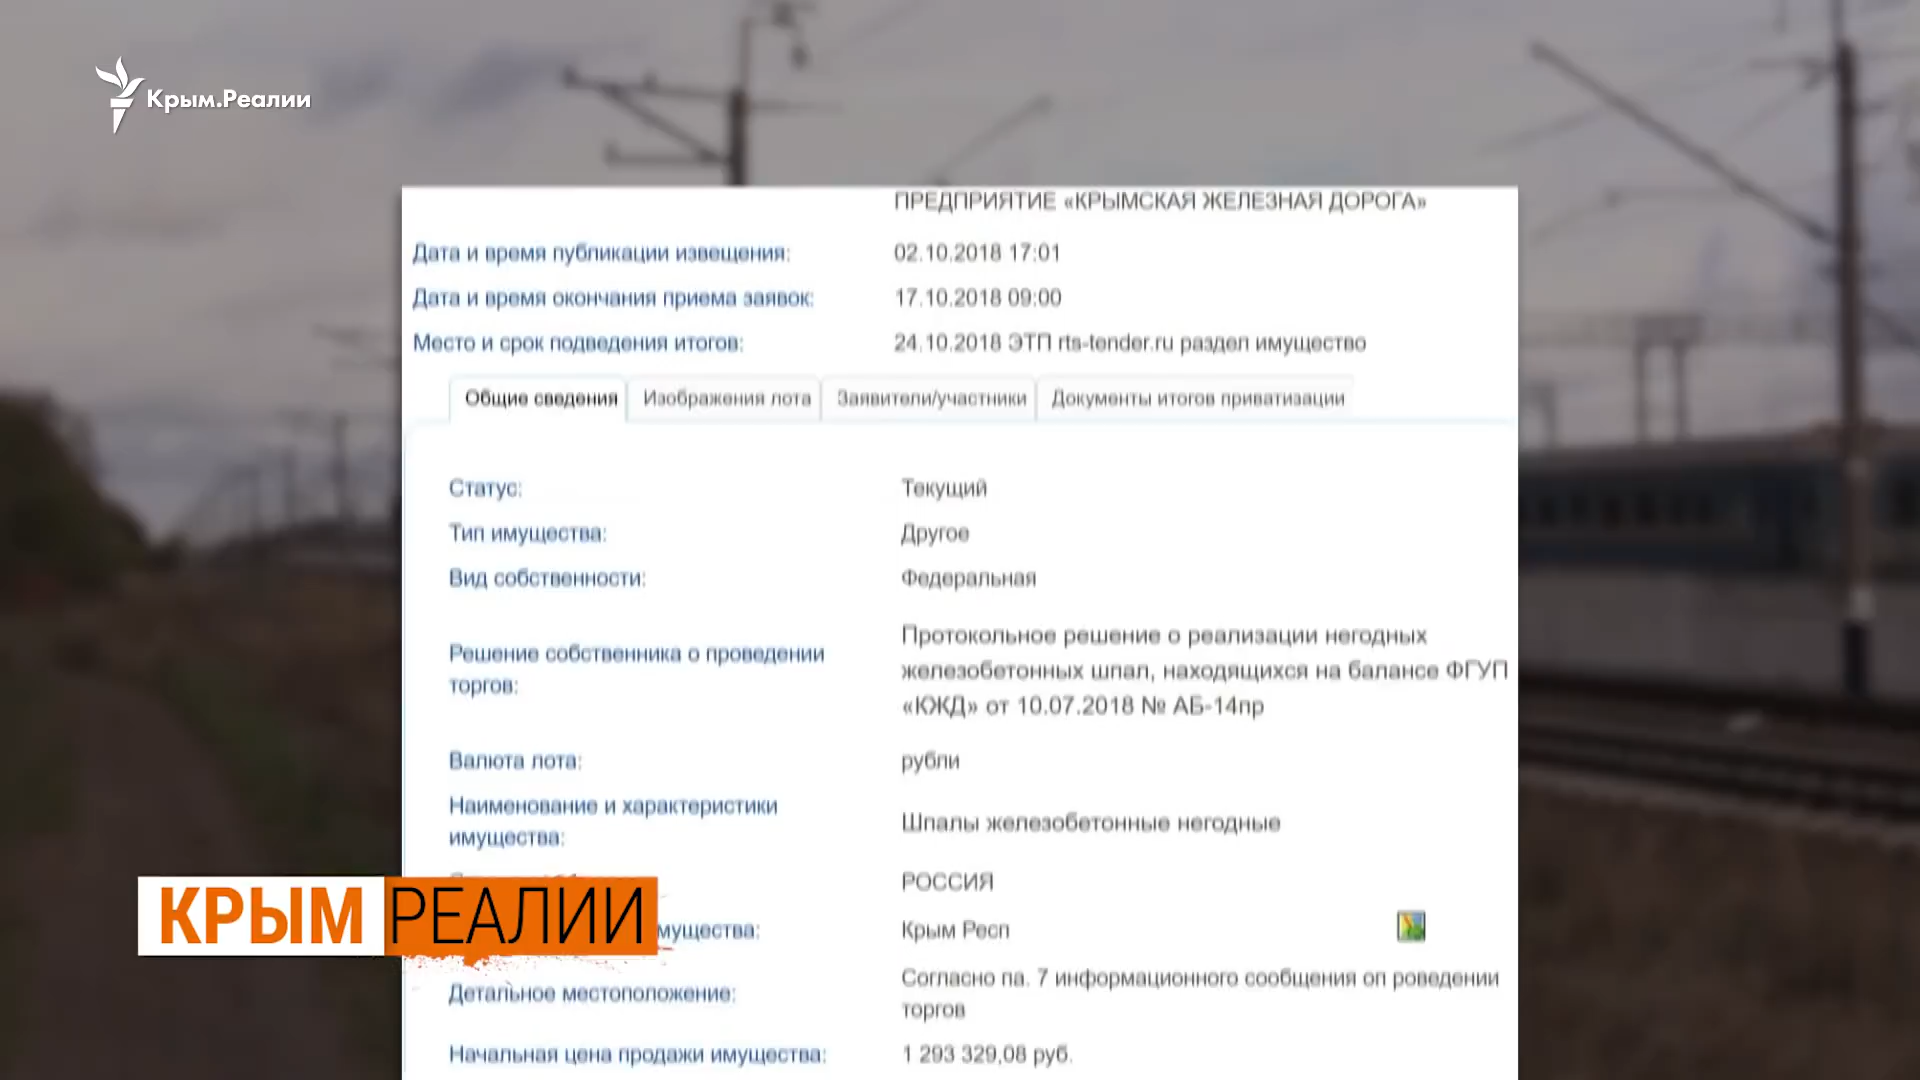 Крым.Реалии
ПРЕДПРИЯТИЕ «КРЫМСКАЯ ЖЕЛЕЗНАЯ ДОРОГА»
Дата и время публикации извещения: 02.10.2018 17:01
Дата и время окончания приема заявок: 17.10.2018 09:00
Место и срок подведения итогов: 24.10.2018 ЭТП rts-tender.ru раздел имущество
Общие сведения Изображения лота Заявители/участники Документы итогов приватизации
Статус: Текущий
Тип имущества: Другое
Вид собственности: Федеральная
Решение собственника о проведении
торгов:
Протокольное решение о реализации негодных
железобетонных шпал, находящихся на балансе ФГУП
«КЖД» от 10.07.2018 № АБ-14пр
Валюта лота: рубли
Наименование и характеристики
имущества:
Шпалы железобетонные негодные
РОССИЯ
мущества: Крым Респ
КРЫМ РЕАЛИИ
Детальное местоположение:
Согласно па. 7 информационного сообщения оп роведении
торгов
Начальная цена продажи имущества: 1 293 329,08 руб.